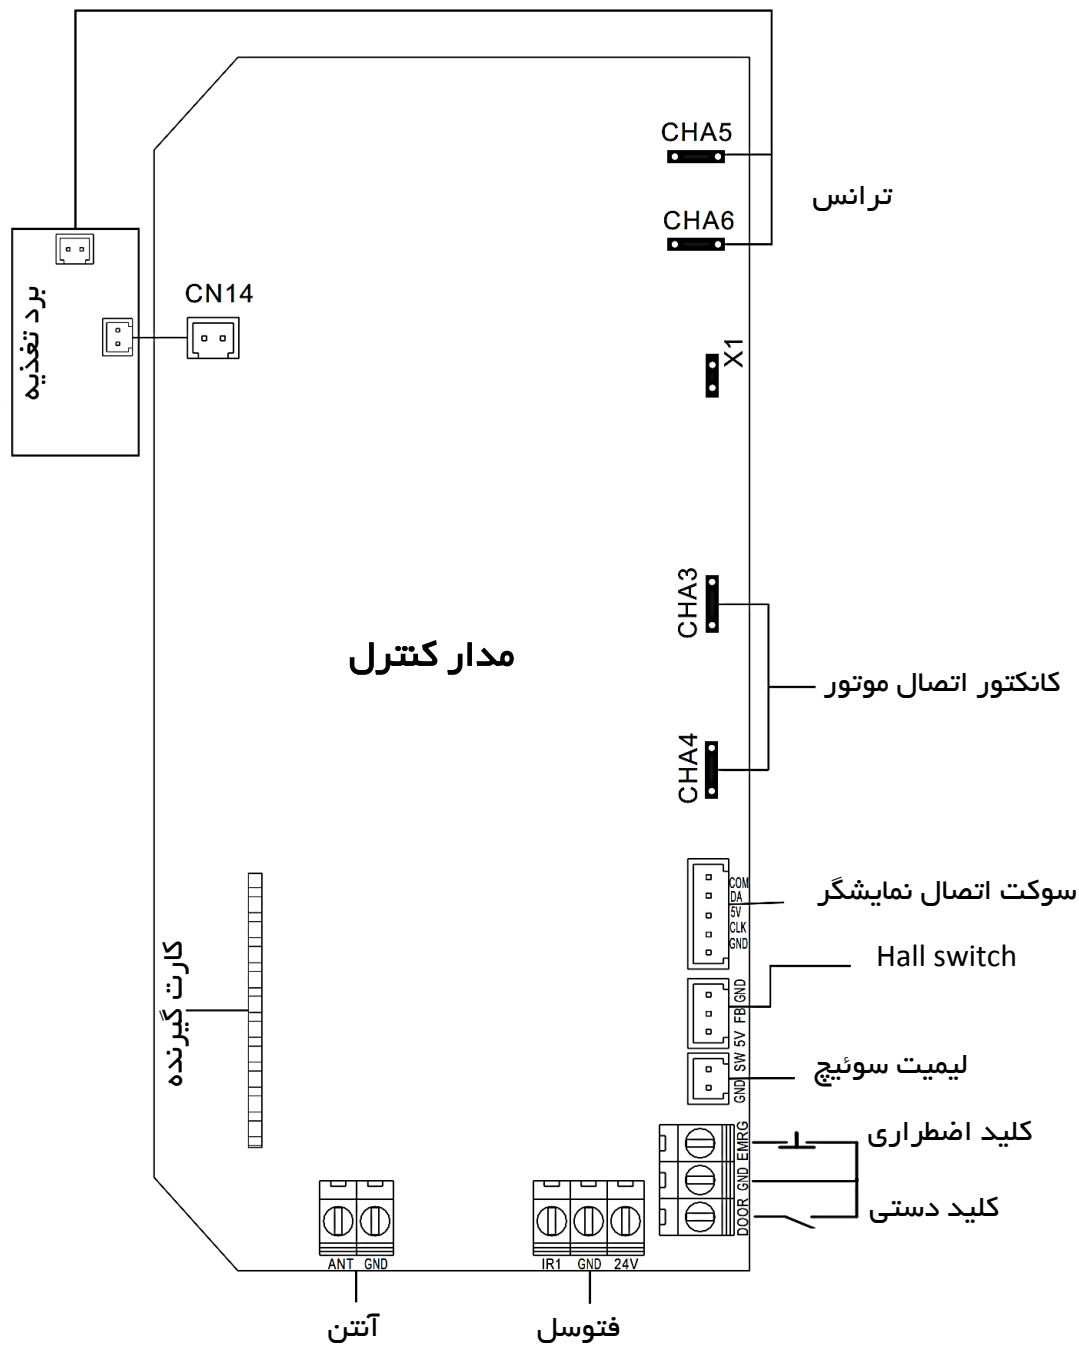 CHA5
ترانس
CHA6
برد تغذیه
CN14
X1
CHA3
مدار کنترل
کانکتور اتصال موتور
CHA4
COM
DA
5V
CLK
GND
سوکت اتصال نمایشگر
کارت گیرنده
Hall switch
GND
FB
5V
SW
GND
لیمیت سوئیچ
EMRG
GND
DOOR
کلید اضطراری
کلید دستی
ANT GND
IR1 GND 24V
آنتن
فتوسل